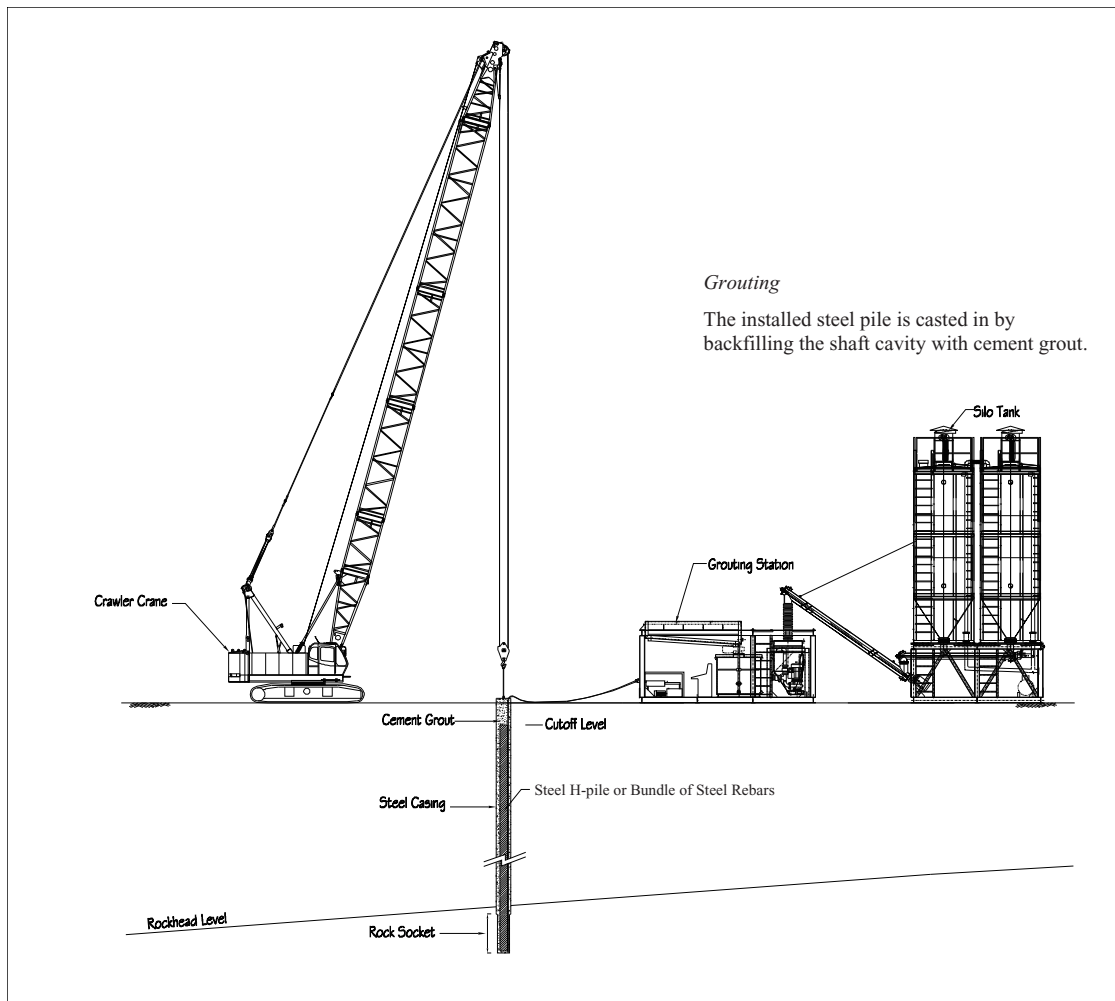 Grouting
The installed steel pile is casted in by
backfilling the shaft cavity with cement grout.
Silo Tank
Grouting Station
Crawler Crane
Cement Grout
Cutoff Level
Steel H-pile or Bundle of Steel Rebars
Steel Casing
Rockhead Level
Rock Socket